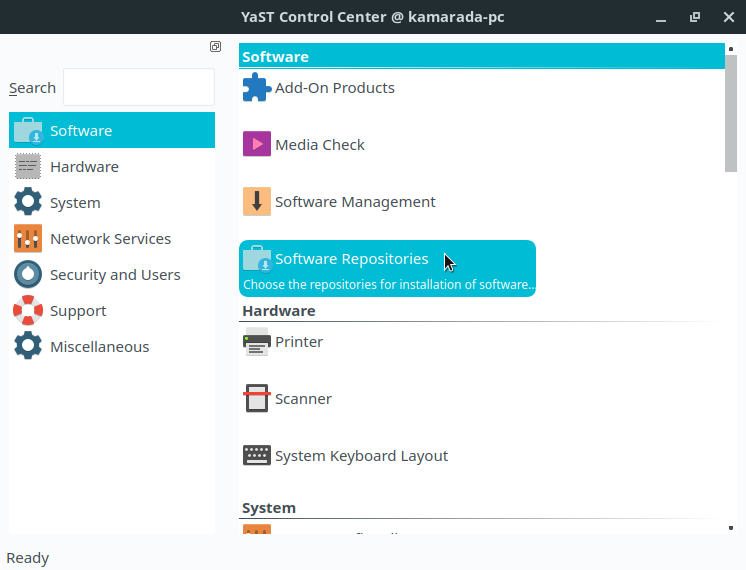 YaST Control Center @ kamarada-pc
Search
Software
Hardware
System
Network Services
Security and Users
Support
Miscellaneous
Software
Add-On Products
Media Check
Software Management
Software Repositories
Choose the repositories for installation of software...
Hardware
Printer
Scanner
System Keyboard Layout
System
Ready